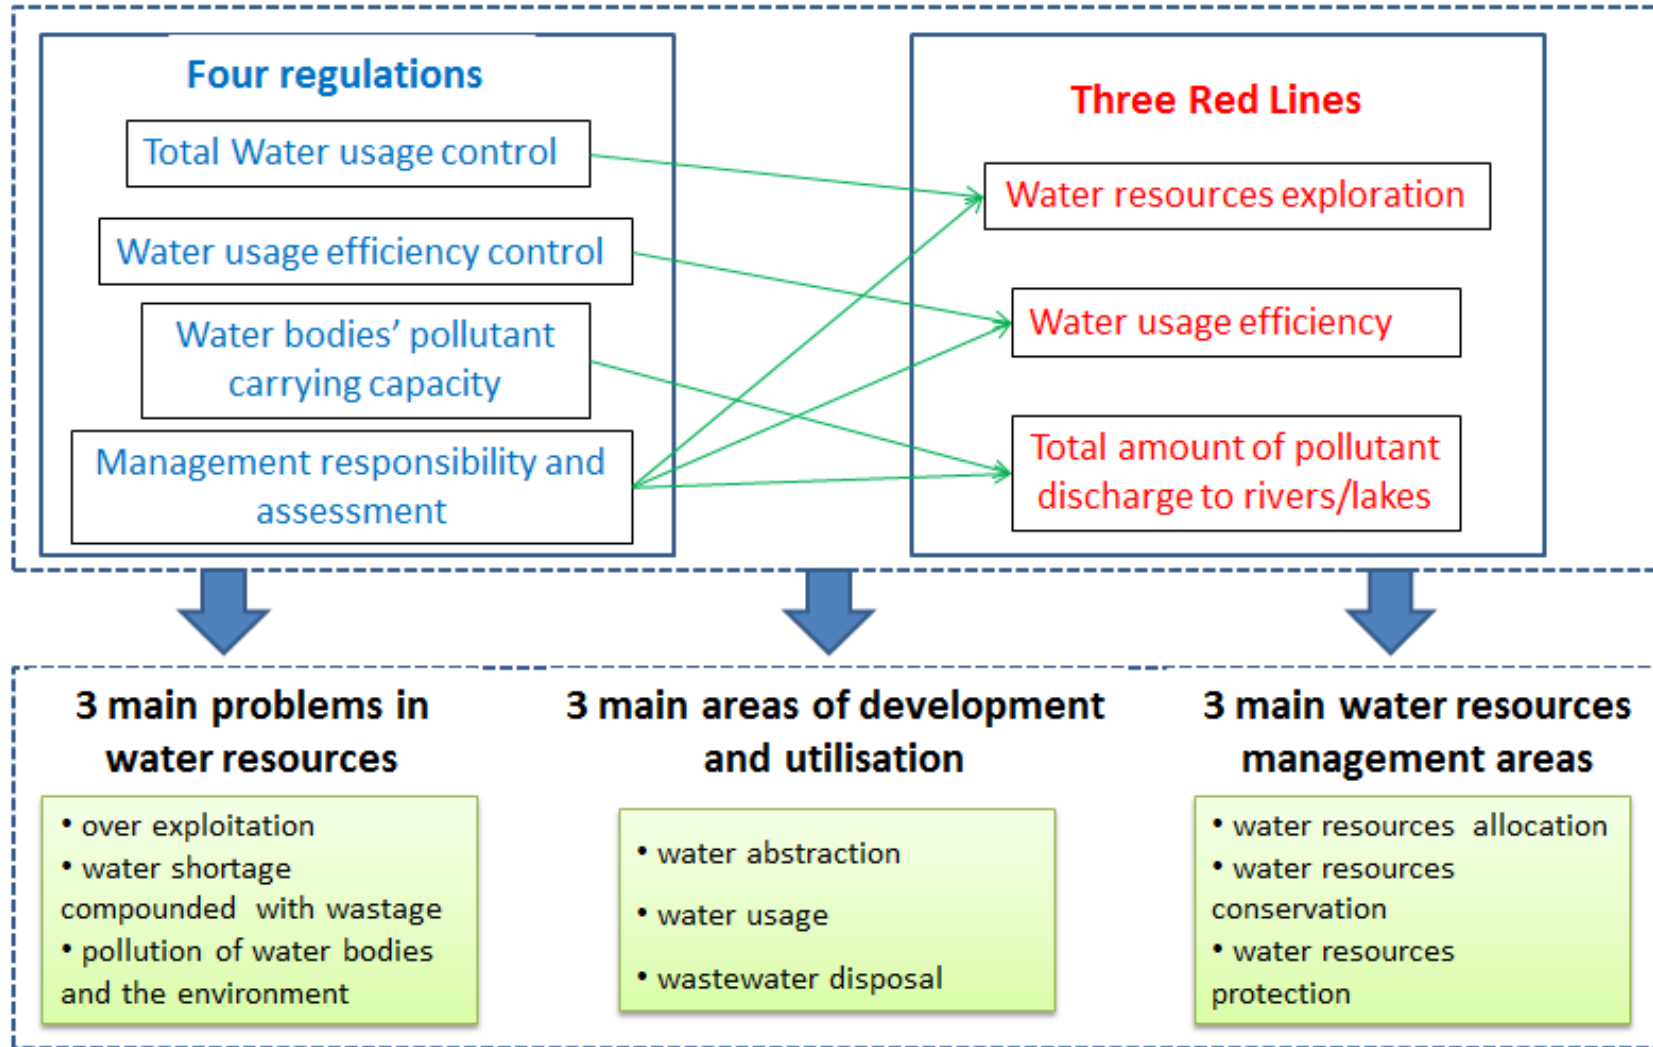 Four regulations
Total Water usage control
Water usage efficiency control
Water bodies’ pollutant
carrying capacity
Management responsibility and
assessment
Three Red Lines
Water resources exploration
Water usage efficiency
Total amount of pollutant
discharge to rivers/lakes
3 main problems in
water resources
• over exploitation
• water shortage
compounded with wastage
• pollution of water bodies
and the environment
3 main areas of development
and utilisation
• water abstraction
• water usage
• wastewater disposal
3 main water resources
management areas
• water resources allocation
• water resources
conservation
• water resources
protection